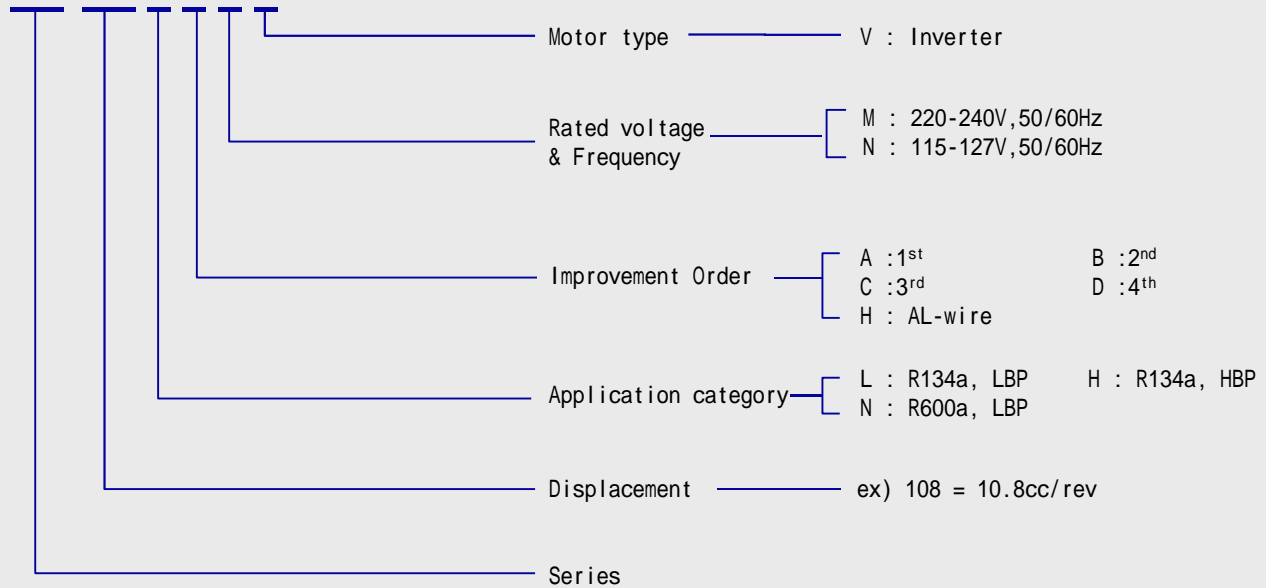 Motor type V : Inverter
Rated voltage M : 220-240V,50/60Hz
& Frequency N : 115-127V,50/60Hz
Improvement Order A :1st B :2nd
C :3rd D :4th
H : AL-wire
Application category L : R134a, LBP H : R134a, HBP
N : R600a, LBP
Displacement ex) 108 = 10.8cc/rev
Series